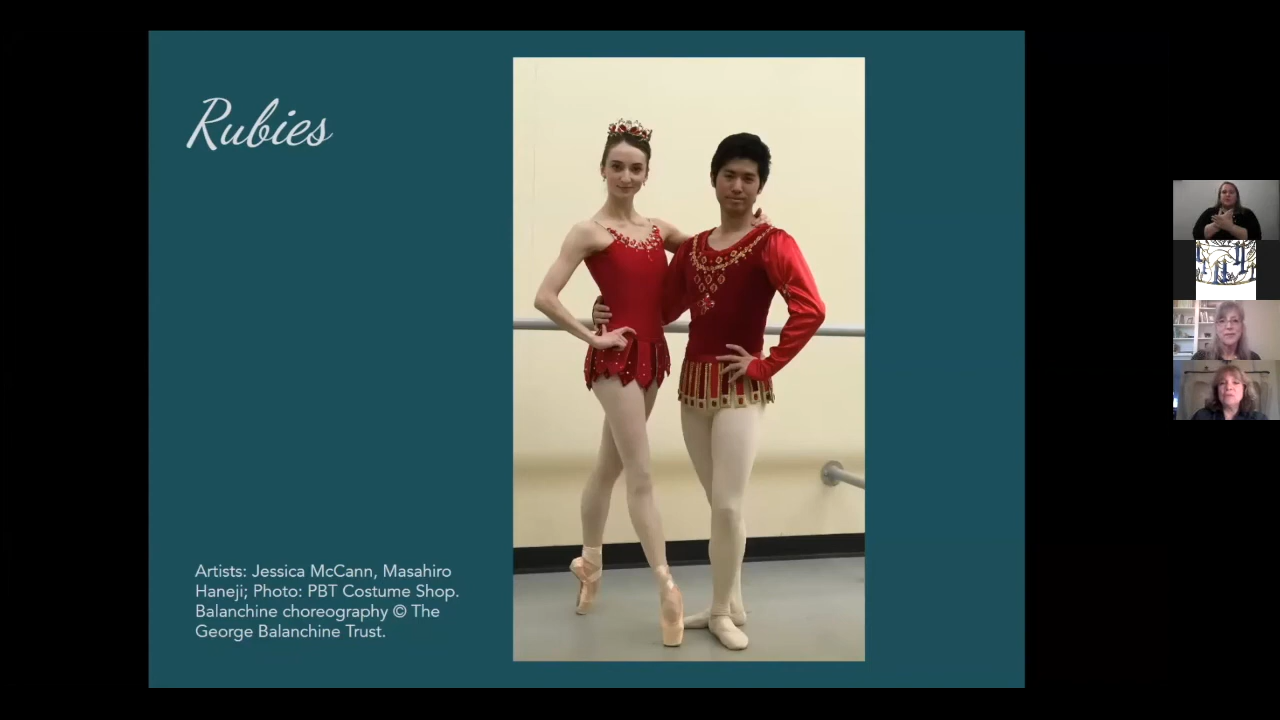 Rubies
Artists: Jessica McCann, Masahiro
Haneji; Photo: PBT Costume Shop.
Balanchine choreography © The
George Balanchine Trust.